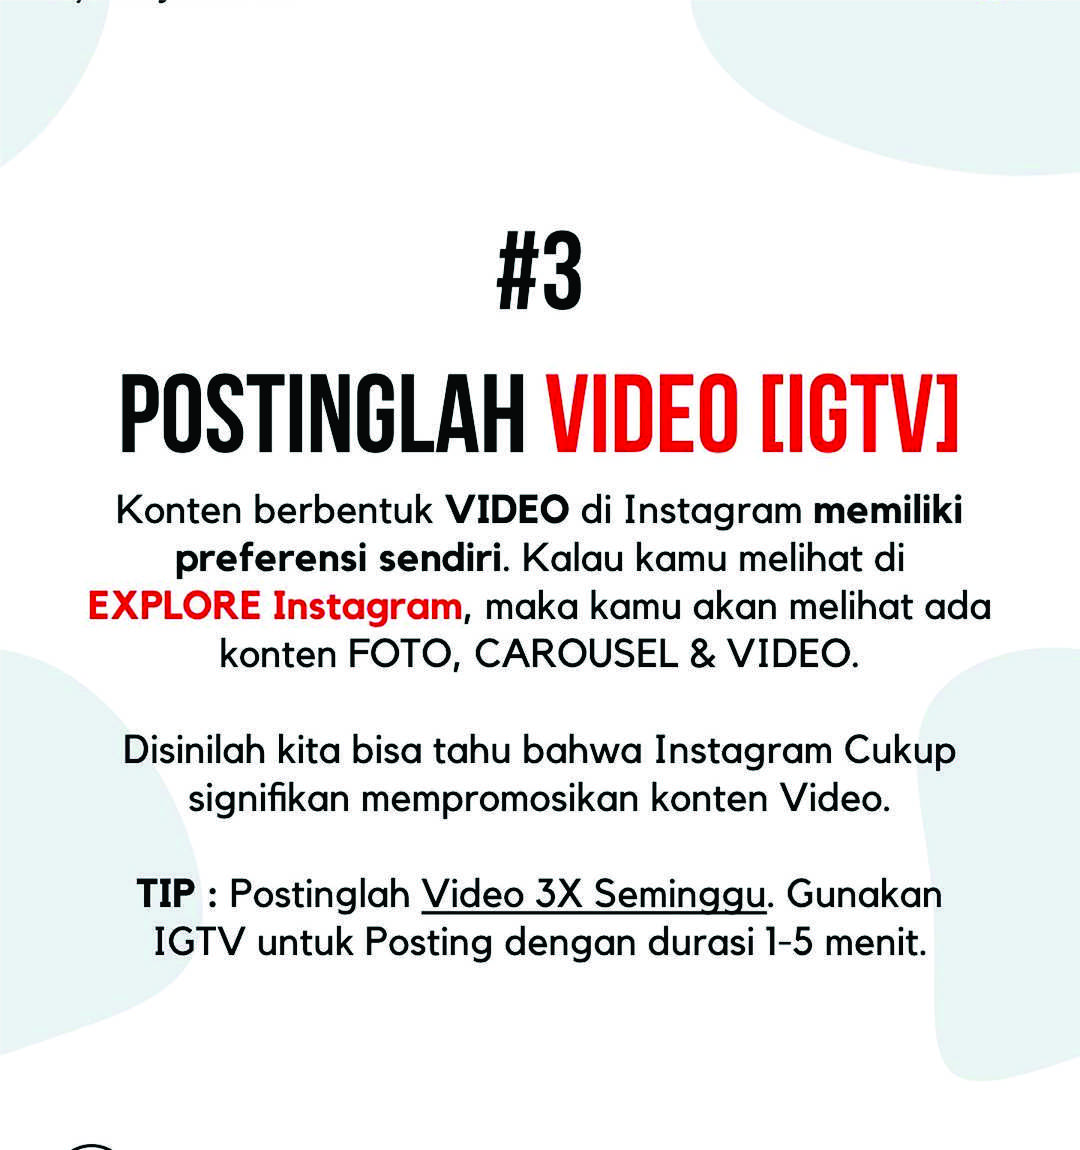 #3
POSTINGLAH VIDEO [IGTV]
Konten berbentuk VIDEO di Instagram memiliki
preferensi sendiri. Kalau kamu melihat di
EXPLORE Instagram, maka kamu akan melihat ada
konten FOTO, CAROUSEL & VIDEO.
Disinilah kita bisa tahu bahwa Instagram Cukup
signifikan mempromosikan konten Video.
TIP : Postinglah Video 3X Seminggu. Gunakan
IGTV untuk Posting dengan durasi 1-5 menit.